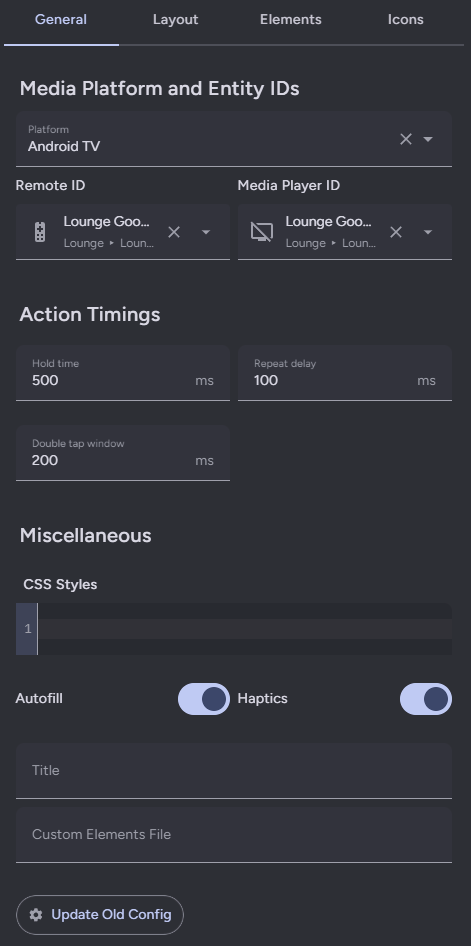 General Layout Elements Icons
Media Platform and Entity IDs
Platform
Android TV
Remote ID Media Player ID
Lounge Goo... Lounge Goo...
Lounge ▸ Loun... Lounge ▸ Loun...
Action Timings
Hold time Repeat delay
500 ms 100 ms
Double tap window
200 ms
Miscellaneous
CSS Styles
1
Autofill Haptics
Title
Custom Elements File
Update Old Config